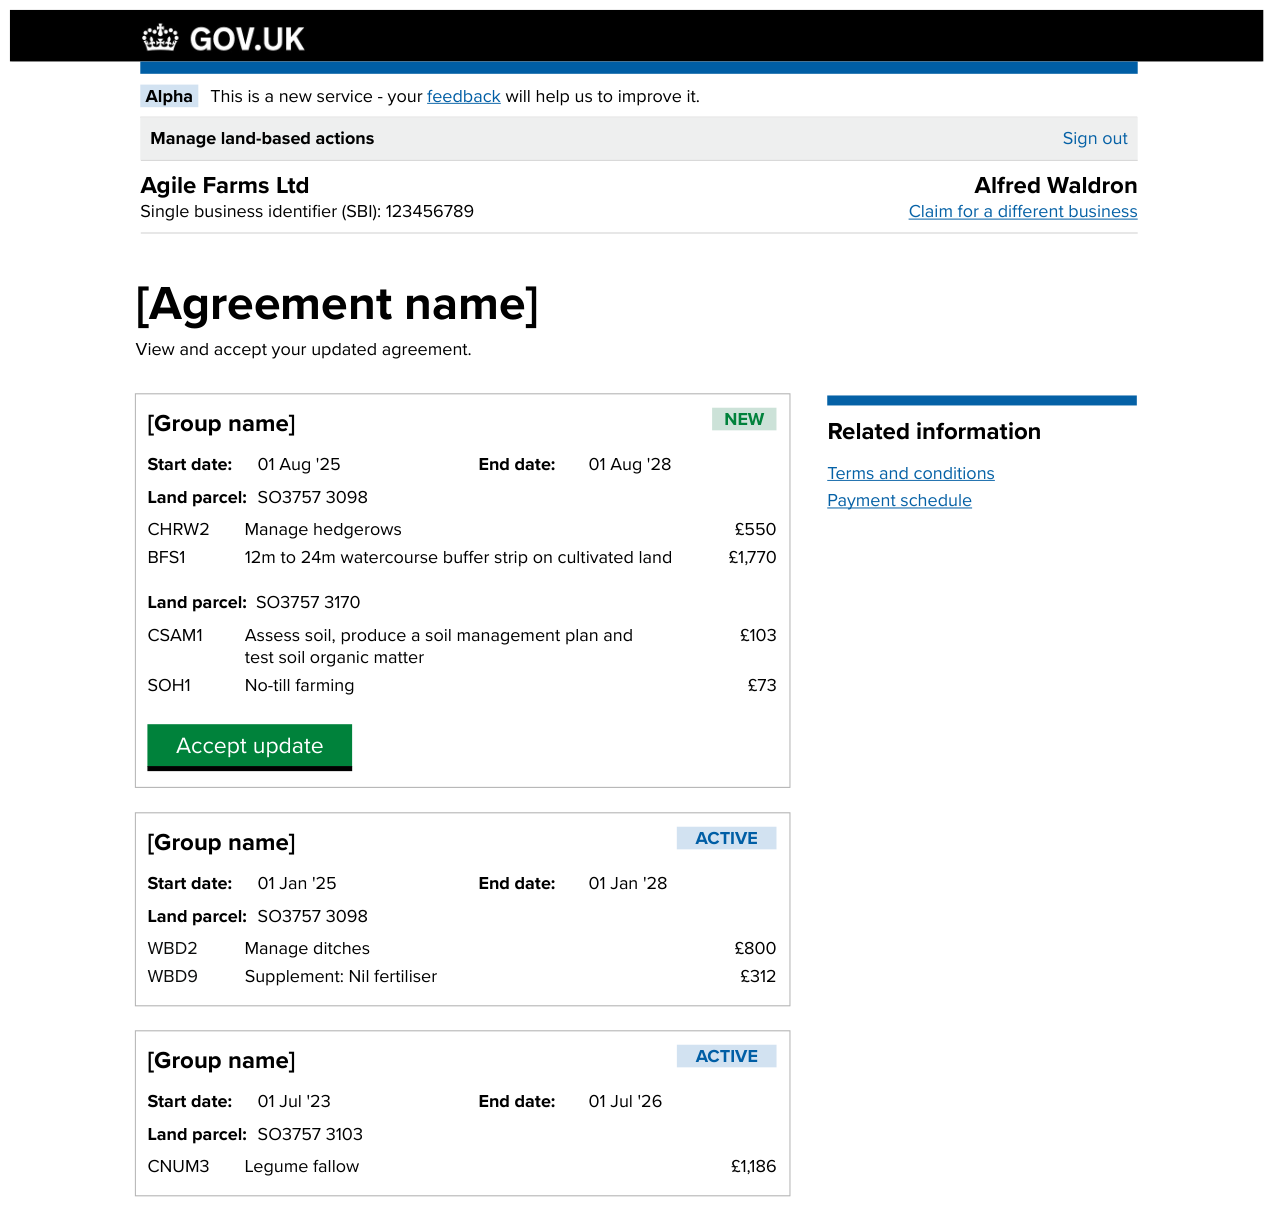 GOV.UK
Alpha This is a new service - your feedback will help us to improve it.
Manage land-based actions Sign out
Agile Farms Ltd Alfred Waldron
Single business identifier (SBI): 123456789 Claim for a different business
[Agreement name]
View and accept your updated agreement.
[Group name] NEW
Start date: 01 Aug '25 End date: 01 Aug '28
Land parcel: SO3757 3098
CHRW2 Manage hedgerows £550
BFS1 12m to 24m watercourse buffer strip on cultivated land £1,770
Land parcel: SO3757 3170
CSAM1 Assess soil, produce a soil management plan and £103
test soil organic matter
SOH1 No-till farming £73
Accept update
Related information
Terms and conditions
Payment schedule
[Group name] ACTIVE
Start date: 01 Jan '25 End date: 01 Jan '28
Land parcel: SO3757 3098
WBD2 Manage ditches £800
WBD9 Supplement: Nil fertiliser £312
[Group name] ACTIVE
Start date: 01 Jul '23 End date: 01 Jul '26
Land parcel: SO3757 3103
CNUM3 Legume fallow £1,186